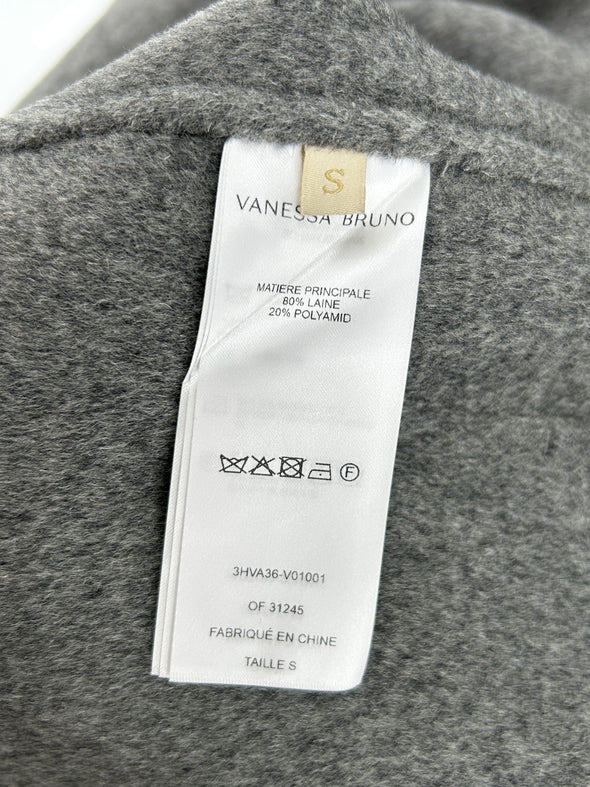 S
VANESSA BRUNO
MATIERE PRINCIPALE
80% LAINE
20% POLYAMID
F
3HVA36-V01001
OF 31245
FABRIQUÉ EN CHINE
TAILLE S